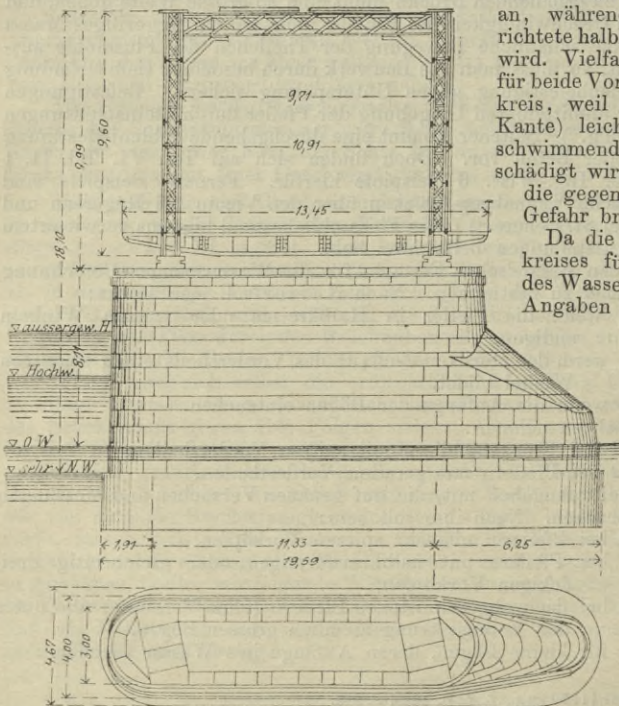 an, während
richtete halb
wird. Vielfa
für beide Vor
kreis, weil
Kante) leich
schwimmend
schädigt wir
die gegen
Gefahr br
Da die
kreises fü
des Wasse
Angaben
9,71
10,91
13,45
9,60
9,99
18,10
8,11
▽ aussergew. H.
▽ Hochw.
▽ O W
▽ sehr N.W.
1,91
11,33
6,25
19,59
4,67
4,00
3,00